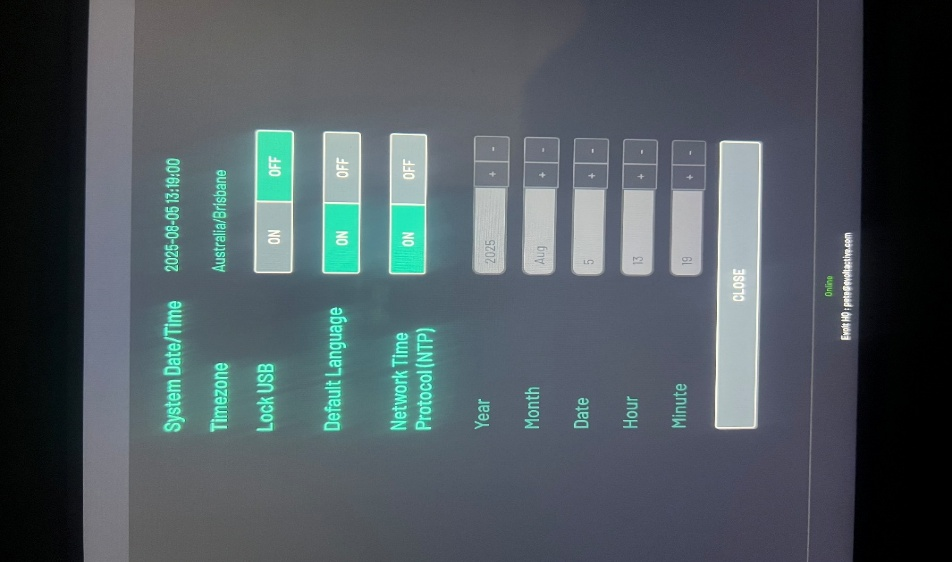 System Date/Time 2025-08-05 13:19:00
Timezone Australia/Brisbane
Lock USB ON OFF
Default Language ON OFF
Network Time
Protocol (NTP) ON OFF
Year 2025 + -
Month Aug + -
Date 5 + -
Hour 13 + -
Minute 19 + -
CLOSE
Online
Evolt HQ : pete@evoltactive.com